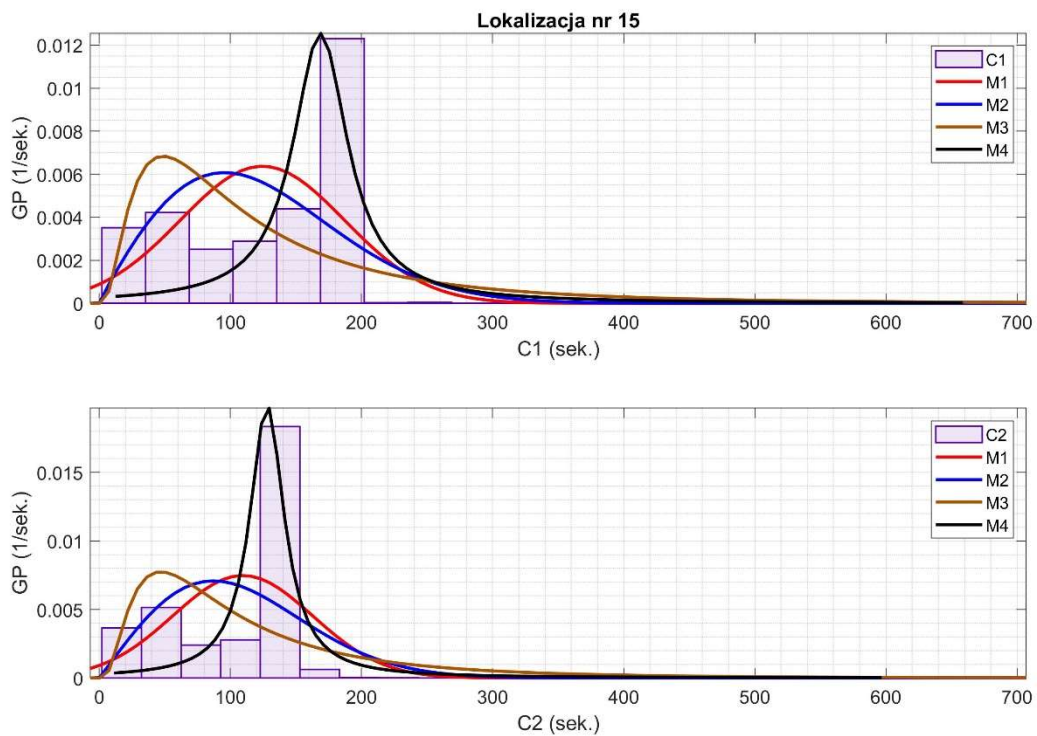 Lokalizacja nr 15
0.012
0.01
0.008
0.006
0.004
0.002
0
GP (1/sek.)
C1
M1
M2
M3
M4
0 100 200 300 400 500 600 700
C1 (sek.)
0.015
0.01
0.005
0
GP (1/sek.)
C2
M1
M2
M3
M4
0 100 200 300 400 500 600 700
C2 (sek.)